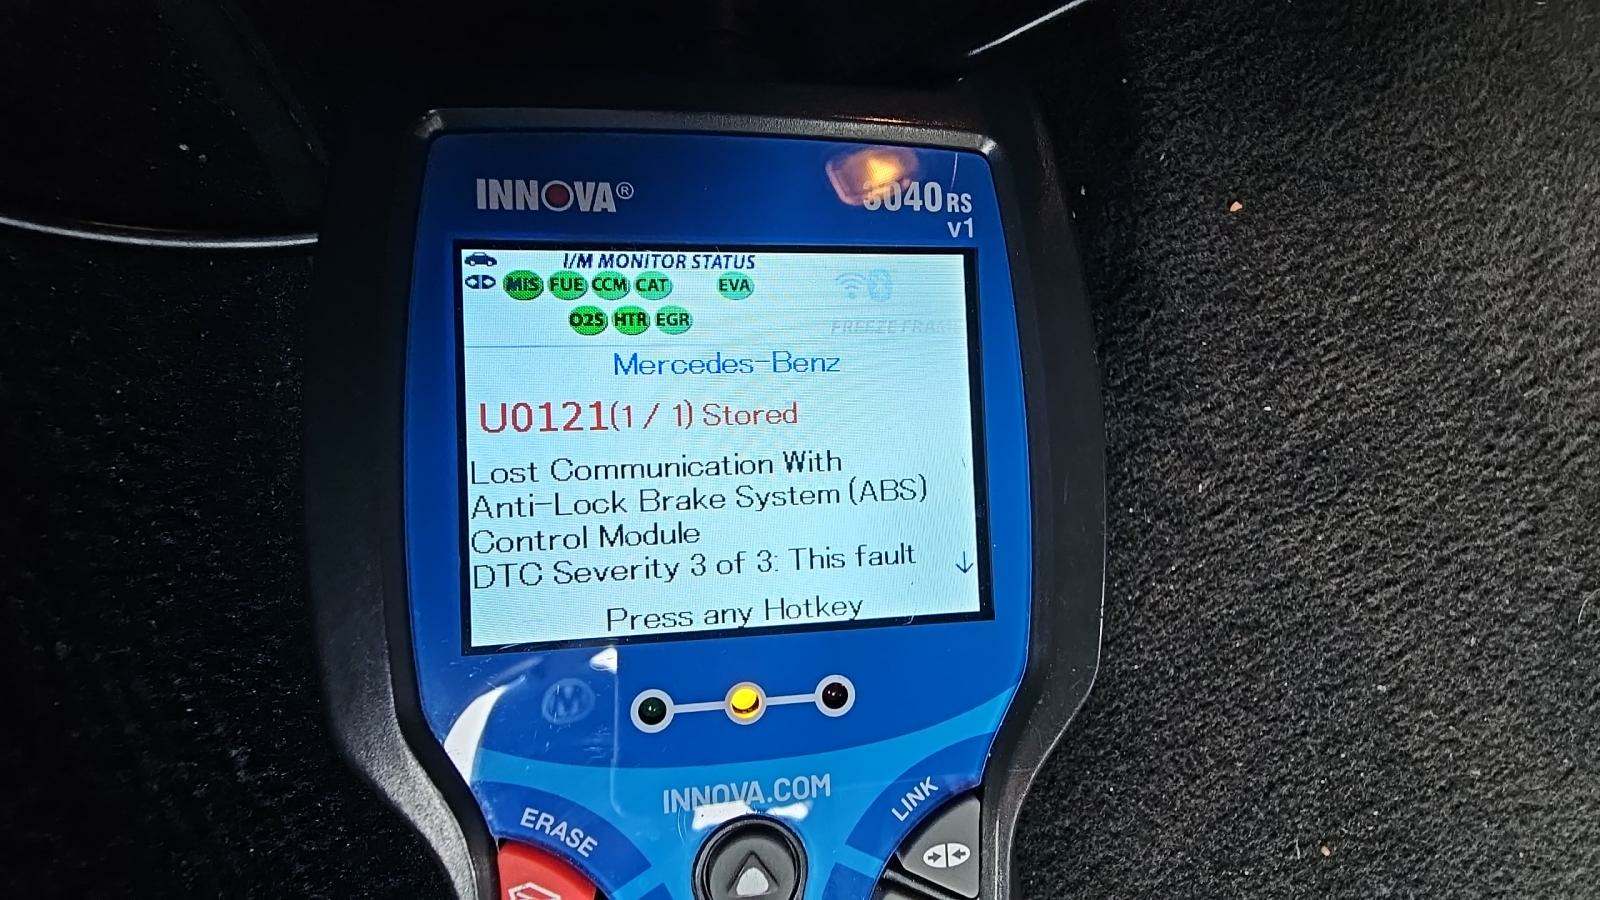 INNOVA®
3040RS
v1
I/M MONITOR STATUS
MIS FUE CCM CAT EVA
O2S HTR EGR
FREEZE FRAME
Mercedes-Benz
U0121(1 / 1) Stored
Lost Communication With
Anti-Lock Brake System (ABS)
Control Module
DTC Severity 3 of 3: This fault
Press any Hotkey
M
INNOVA.COM
ERASE
LINK